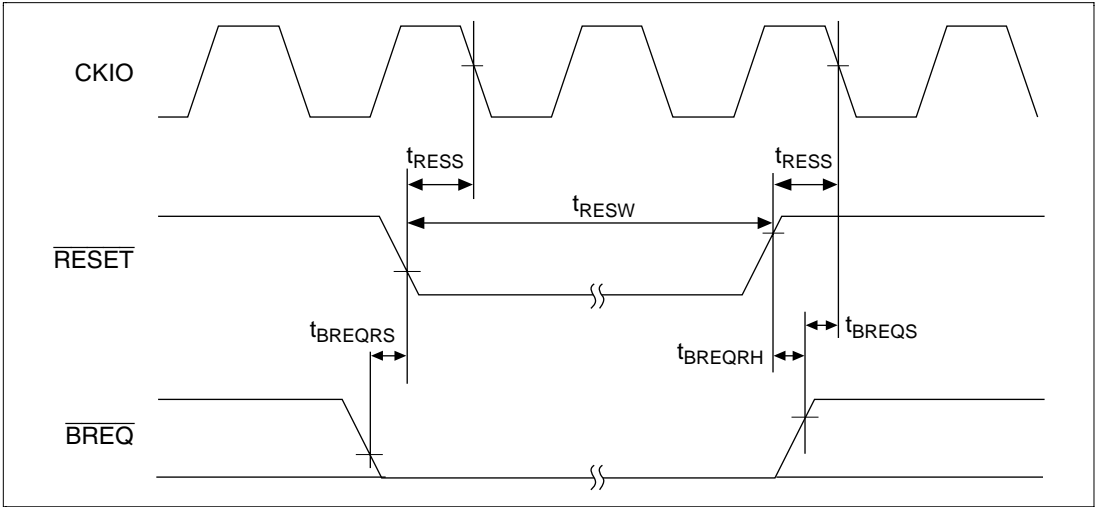 CKIO
tRESS
tRESS
tRESW
RESET
tBREQRS
tBREQS
tBREQRH
BREQ